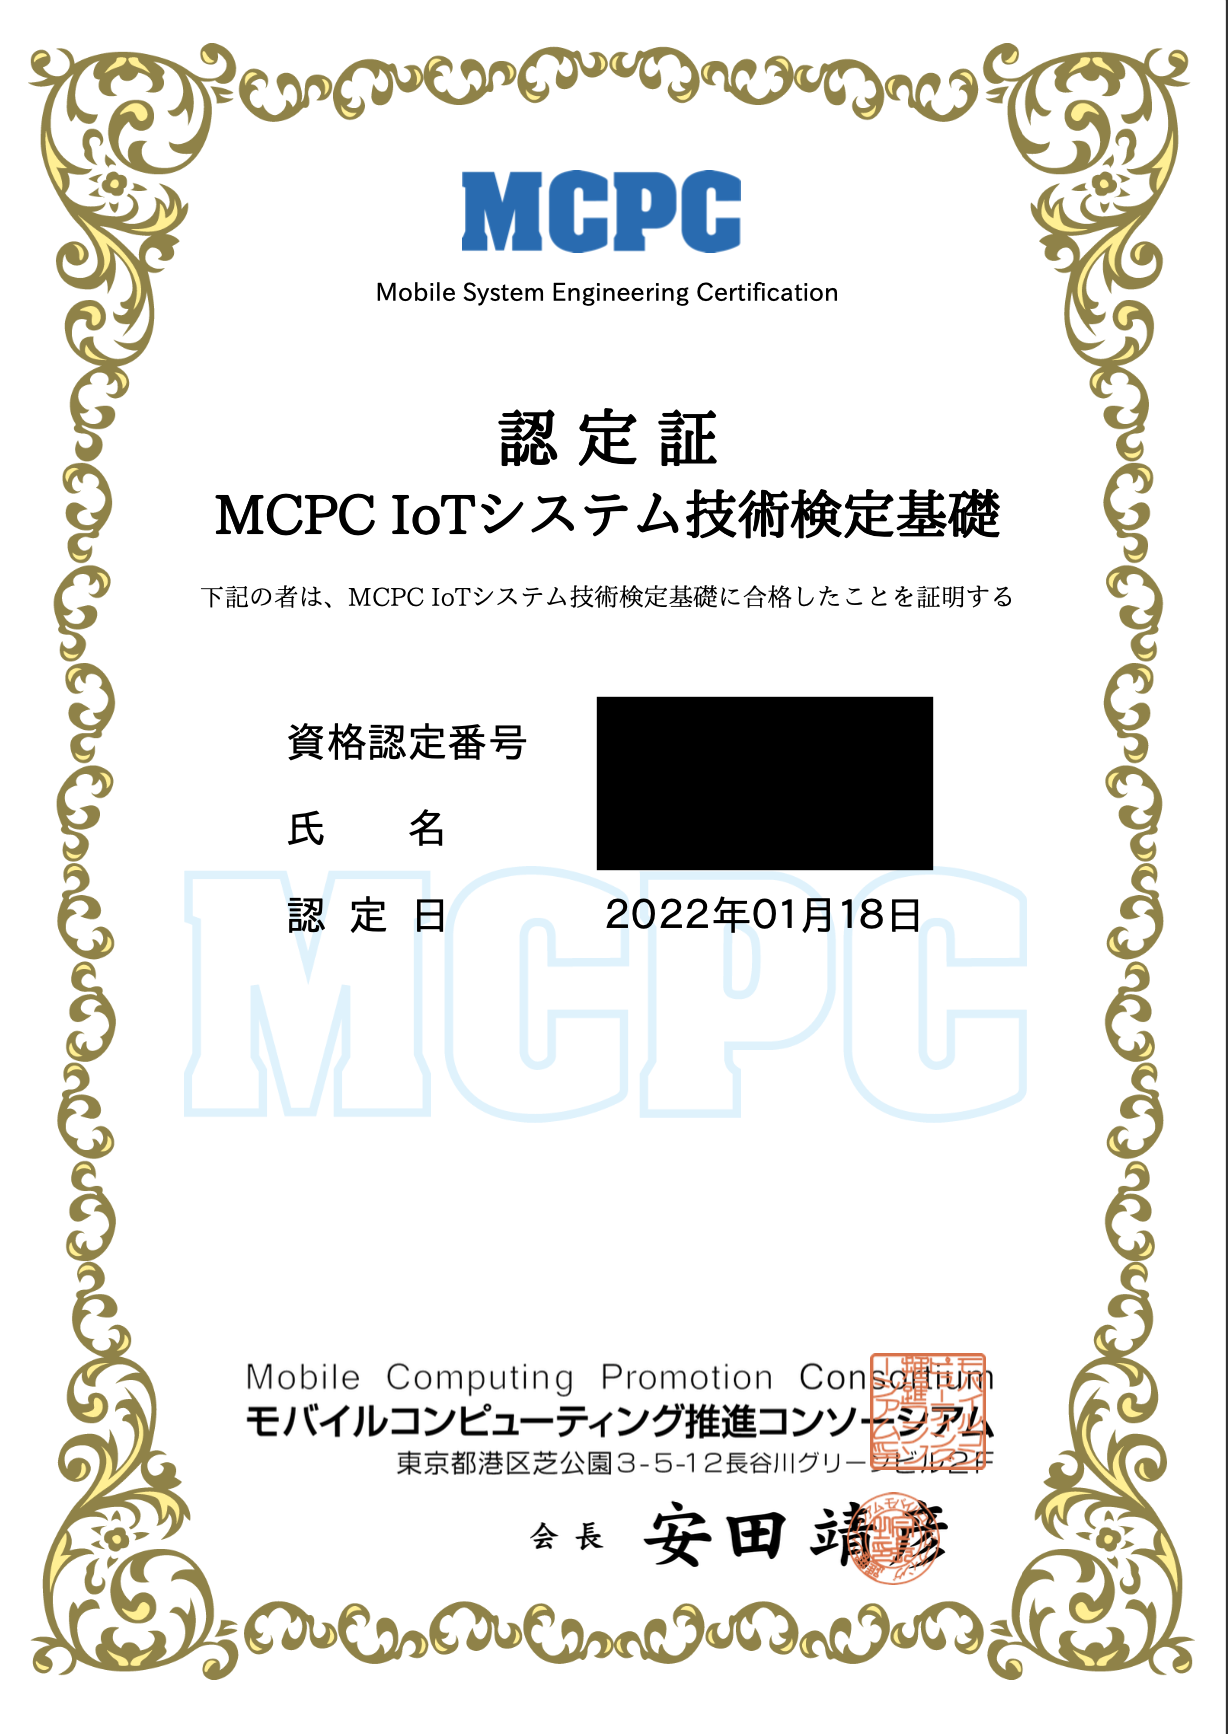 MCPC
Mobile System Engineering Certification
認定証
MCPC IoTシステム技術検定基礎
下記の者は、MCPC IoTシステム技術検定基礎に合格したことを証明する
資格認定番号
氏 名
認定日 2022年01月18日
MCPC
Mobile Computing Promotion Consortium
モバイルコンピューティング推進コンソーシアム
東京都港区芝公園3-5-12長谷川グリーンビル2F
会長 安田 靖彦